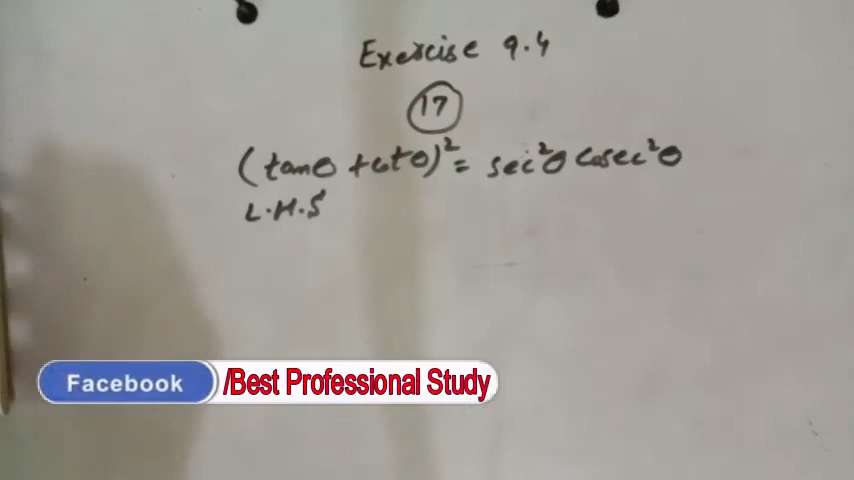 Exercise 9.4
17
(tanθ + cotθ)² = sec²θ cosec²θ
L.H.S
Facebook /Best Professional Study